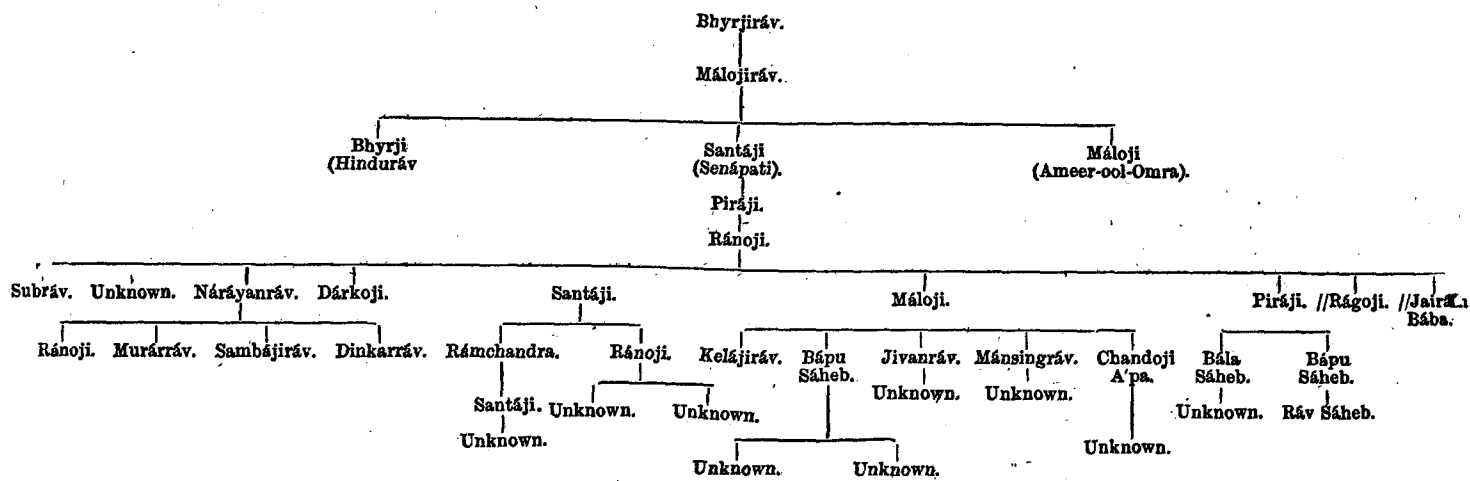 Bhyrjiráv.
Málojiráv.
Bhyrji Santáji Máloji
(Hinduráv (Senápati). (Ameer-ool-Omra).
Piráji.
Ránoji.
Subráv. Unknown. Náráyanráv. Dárkoji. Santáji. Máloji. Piráji. //Rágoji. //
Bába.
Ránoji. Murárráv. Sambájiráv. Dinkarráv. Rámchandra. Ránoji. Kelájiráv. Bápu Jivanráv. Mánsingráv. Chandoji Bála Bápu
Sáheb. A'pa. Sáheb. Sáheb.
Unknown. Unknown.
Santáji. Unknown. Unknown. Unknown. Ráv Sáheb.
Unknown. Unknown.
Unknown. Unknown.